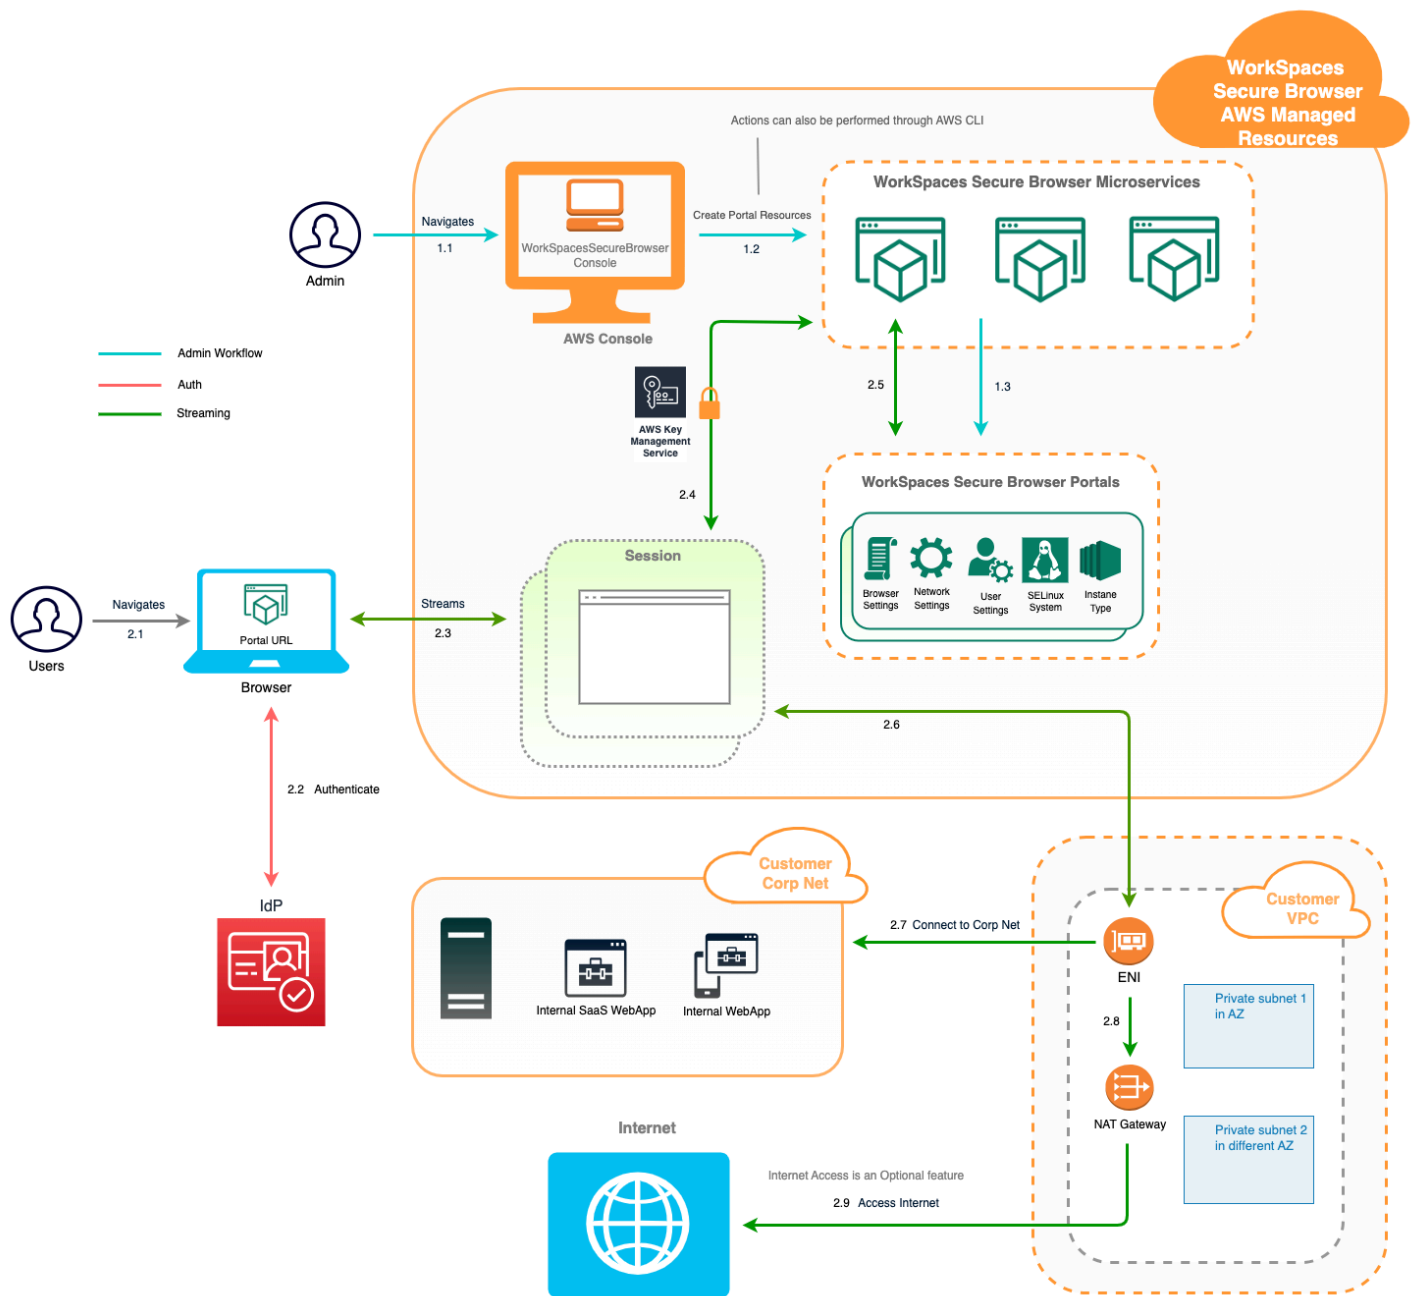 WorkSpaces
Secure Browser
AWS Managed
Resources
Actions can also be performed through AWS CLI
WorkSpaces Secure Browser Microservices
Navigates
1.1
Admin
WorkSpacesSecureBrowser
Console
AWS Console
Create Portal Resources
1.2
Admin Workflow
Auth
Streaming
AWS Key
Management
Service
2.5
1.3
2.4
WorkSpaces Secure Browser Portals
Browser
Settings
Network
Settings
User
Settings
SELinux
System
Instane
Type
Session
Users
Navigates
2.1
Portal URL
Browser
Streams
2.3
2.6
2.2 Authenticate
IdP
Customer
Corp Net
Internal SaaS WebApp
Internal WebApp
2.7 Connect to Corp Net
Customer
VPC
ENI
2.8
NAT Gateway
Private subnet 1
in AZ
Private subnet 2
in different AZ
Internet
Internet Access is an Optional feature
2.9 Access Internet